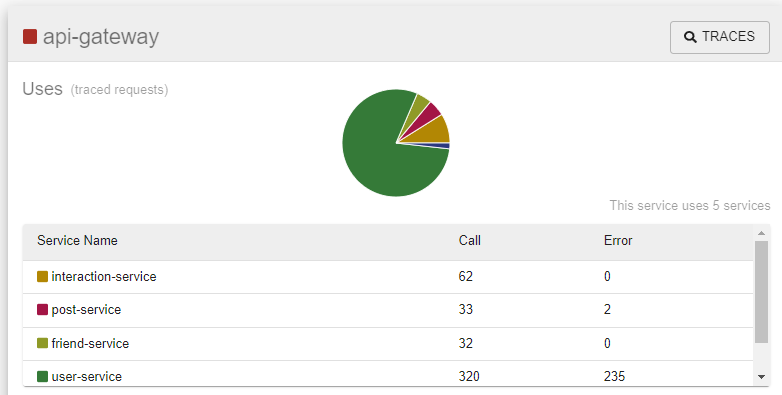 api-gateway
TRACES
Uses (traced requests)
This service uses 5 services
Service Name Call Error
interaction-service 62 0
post-service 33 2
friend-service 32 0
user-service 320 235